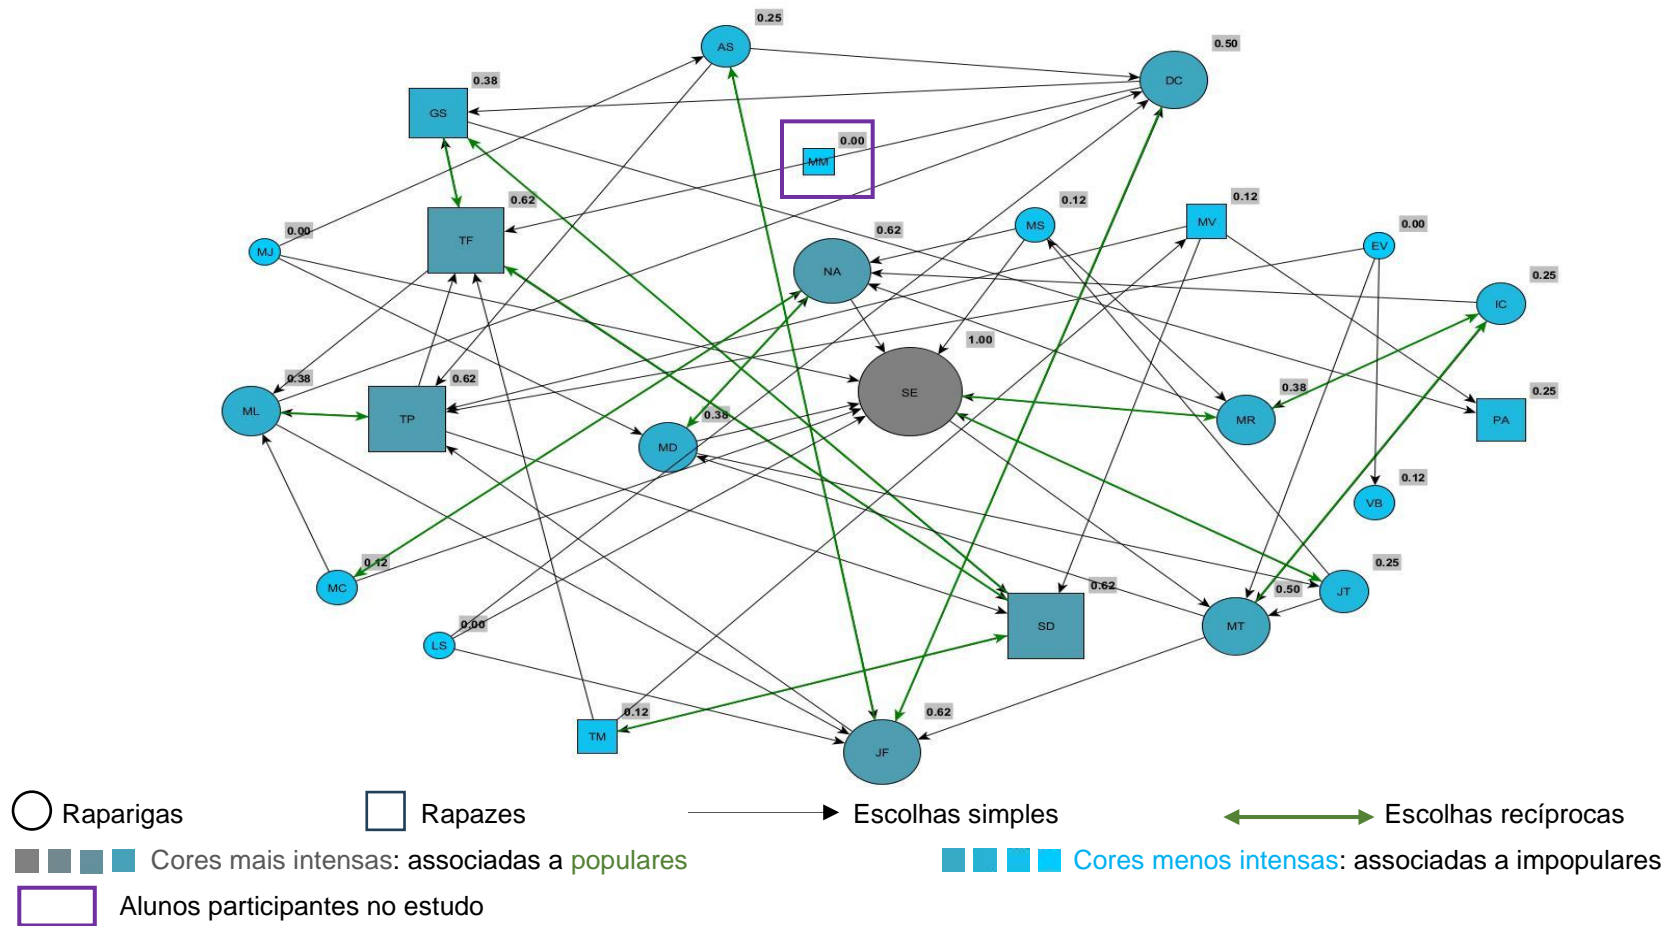 0.25
AS
0.50
DC
0.38
GS
0.00
MM
0.62
TF
0.00
MJ
0.62
NA
0.12
MS
0.12
MV
0.00
EV
0.25
IC
1.00
SE
0.38
ML
0.62
TP
0.38
MD
0.38
MR
0.25
PA
0.12
VB
0.12
MC
0.25
JT
0.62
SD
0.50
MT
0.00
LS
0.12
TM
0.62
JF
Raparigas Rapazes Escolhas simples Escolhas recíprocas
Cores mais intensas: associadas a populares Cores menos intensas: associadas a impopulares
Alunos participantes no estudo